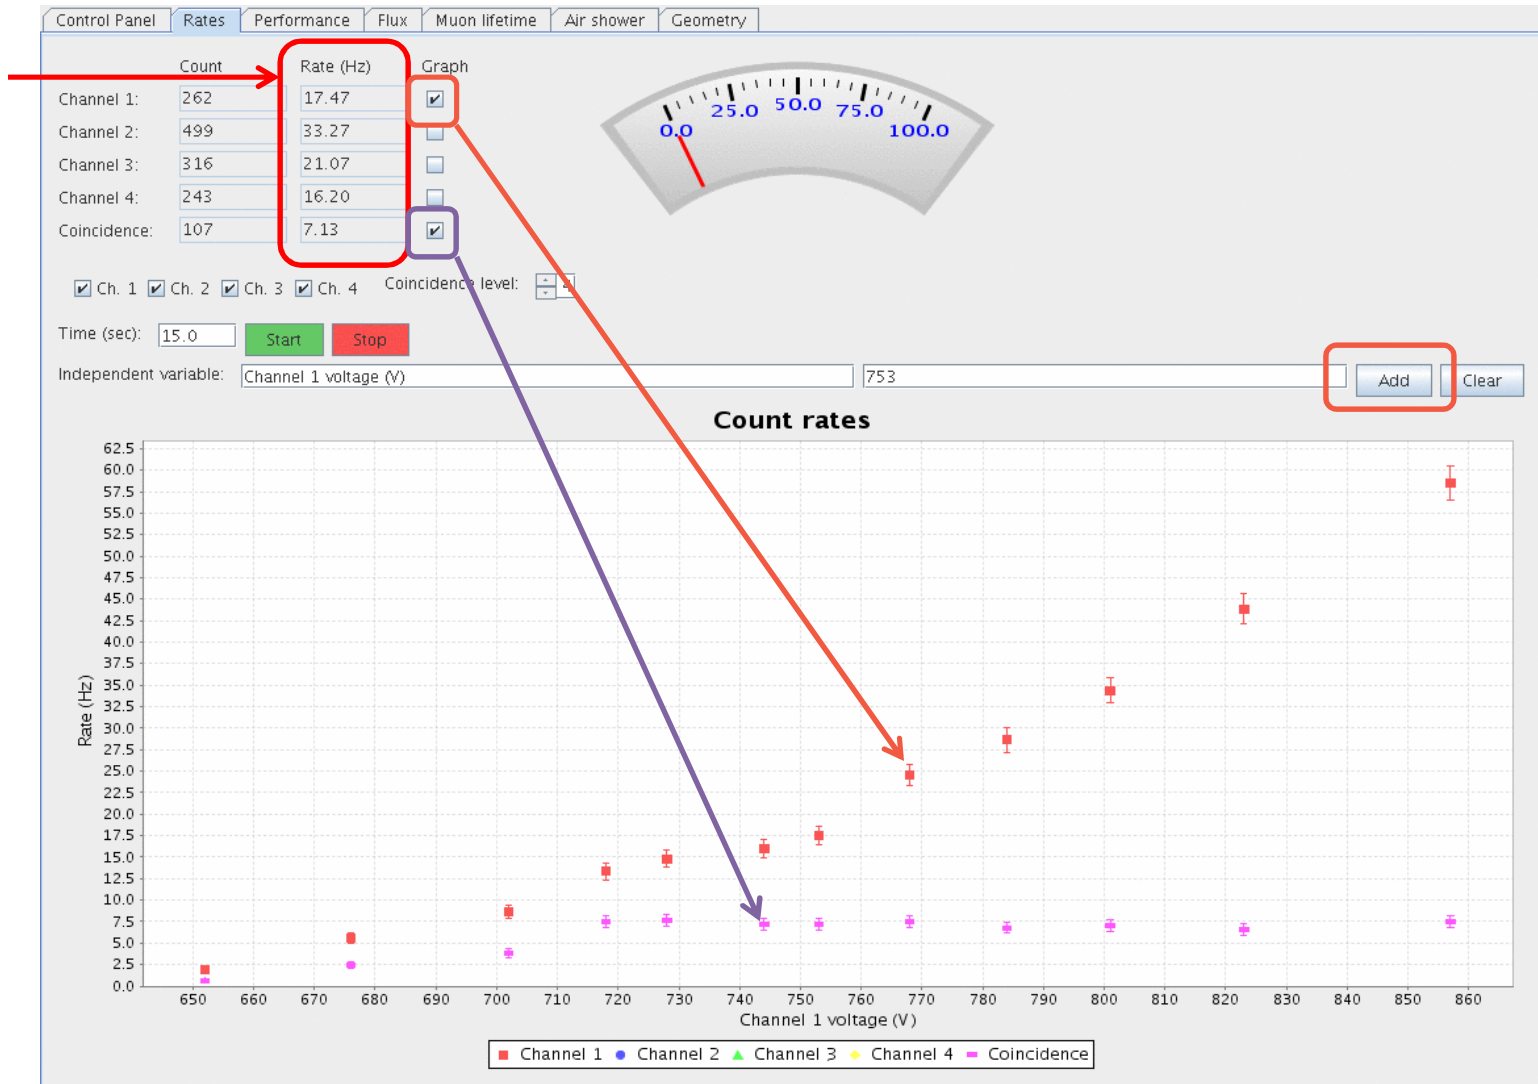 Control Panel Rates Performance Flux Muon lifetime Air shower Geometry
Count Rate (Hz) Graph
Channel 1: 262 17.47
Channel 2: 499 33.27
Channel 3: 316 21.07
Channel 4: 243 16.20
Coincidence: 107 7.13
0.0 25.0 50.0 75.0 100.0
Ch. 1 Ch. 2 Ch. 3 Ch. 4 Coincidence level: 4
Time (sec): 15.0 Start Stop
Independent variable: Channel 1 voltage (V) 753 Add Clear
Count rates
62.5
60.0
57.5
55.0
52.5
50.0
47.5
45.0
42.5
40.0
37.5
35.0
32.5
30.0
27.5
25.0
22.5
20.0
17.5
15.0
12.5
10.0
7.5
5.0
2.5
0.0
Rate (Hz)
650 660 670 680 690 700 710 720 730 740 750 760 770 780 790 800 810 820 830 840 850 860
Channel 1 voltage (V)
Channel 1 Channel 2 Channel 3 Channel 4 Coincidence